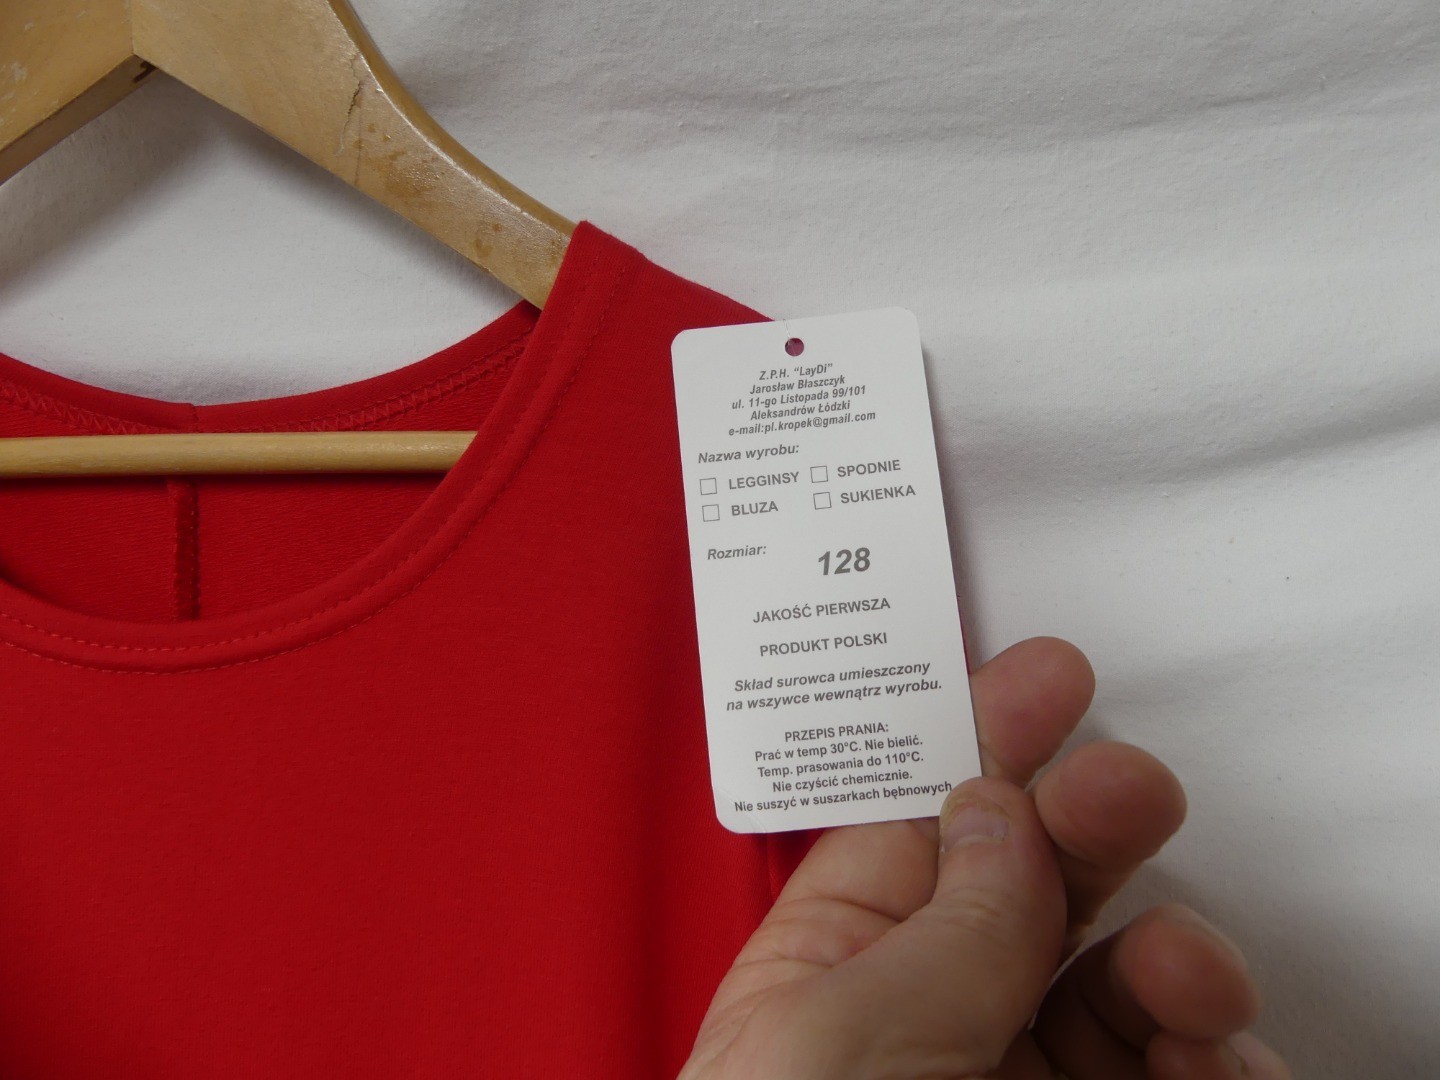 Z.P.H. "LayDi"
Jarosław Błaszczyk
ul. 11-go Listopada 99/101
Aleksandrów Łódzki
e-mail:pl.kropek@gmail.com
Nazwa wyrobu:
LEGGINSY SPODNIE
BLUZA SUKIENKA
Rozmiar: 128
JAKOŚĆ PIERWSZA
PRODUKT POLSKI
Skład surowca umieszczony
na wszywce wewnątrz wyrobu.
PRZEPIS PRANIA:
Prać w temp 30°C. Nie bielić.
Temp. prasowania do 110°C.
Nie czyścić chemicznie.
Nie suszyć w suszarkach bębnowych